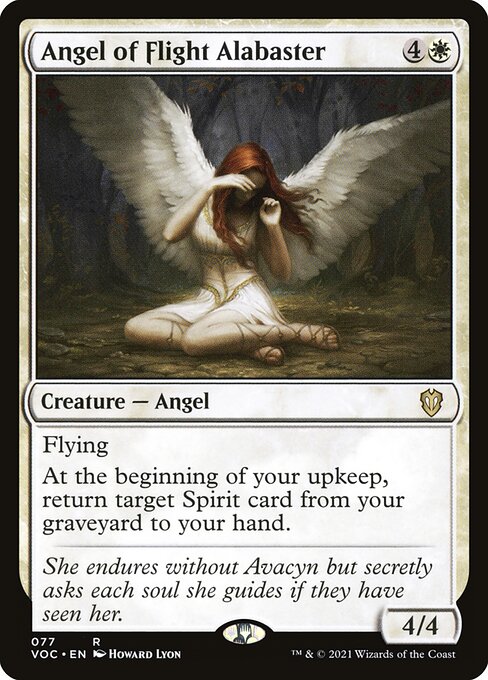 Angel of Flight Alabaster 4
Creature — Angel
Flying
At the beginning of your upkeep,
return target Spirit card from your
graveyard to your hand.
She endures without Avacyn but secretly
asks each soul she guides if they have
seen her.
4/4
077 R
VOC • EN Howard Lyon ™ & © 2021 Wizards of the Coast